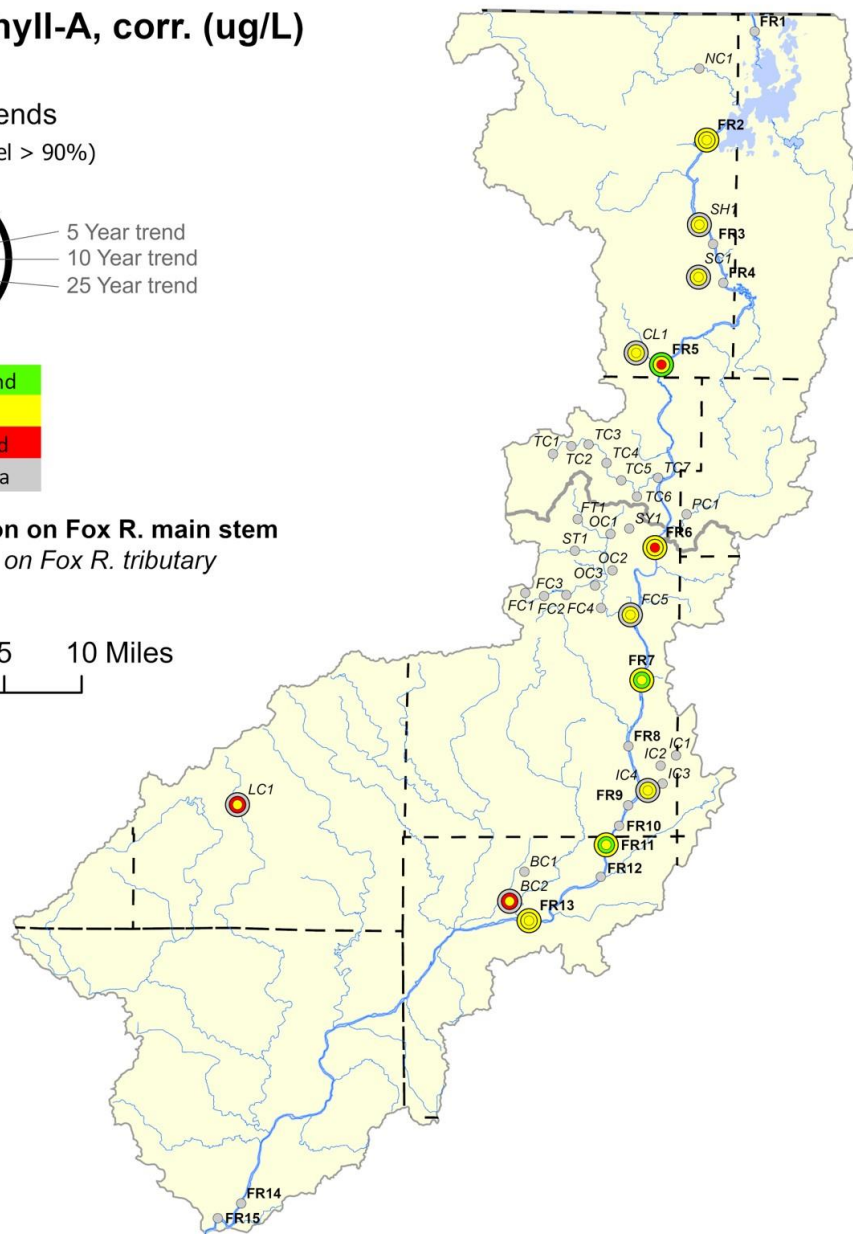 hyll-A, corr. (ug/L)
ends
el > 90%)
5 Year trend
10 Year trend
25 Year trend
nd
d
a
on on Fox R. main stem
on Fox R. tributary
5 10 Miles
FR1
NC1
FR2
SH1
FR3
SC1
FR4
CL1
FR5
TC1
TC2
TC3
TC4
TC5
TC7
TC6
PC1
FT1
OC1
SY1
FR6
ST1
OC2
OC3
FC3
FC1
FC2
FC4
FC5
FR7
FR8
IC1
IC2
IC3
IC4
FR9
LC1
FR10
FR11
BC1
FR12
BC2
FR13
FR14
FR15